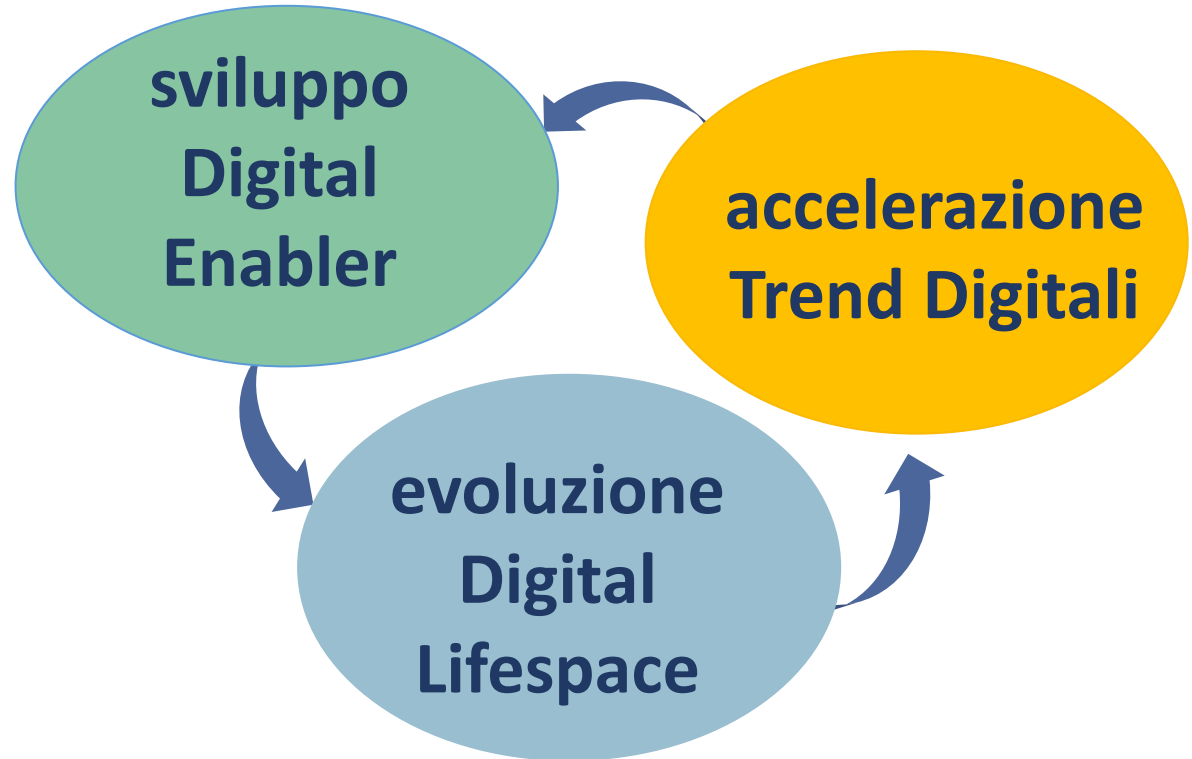 sviluppo
Digital
Enabler
accelerazione
Trend Digitali
evoluzione
Digital
Lifespace